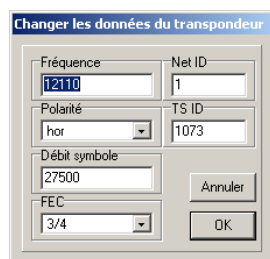 Changer les données du transpondeur
Fréquence
12110
Net ID
1
Polarité
hor
TS ID
1073
Débit symbole
27500
FEC
3/4
Annuler
OK